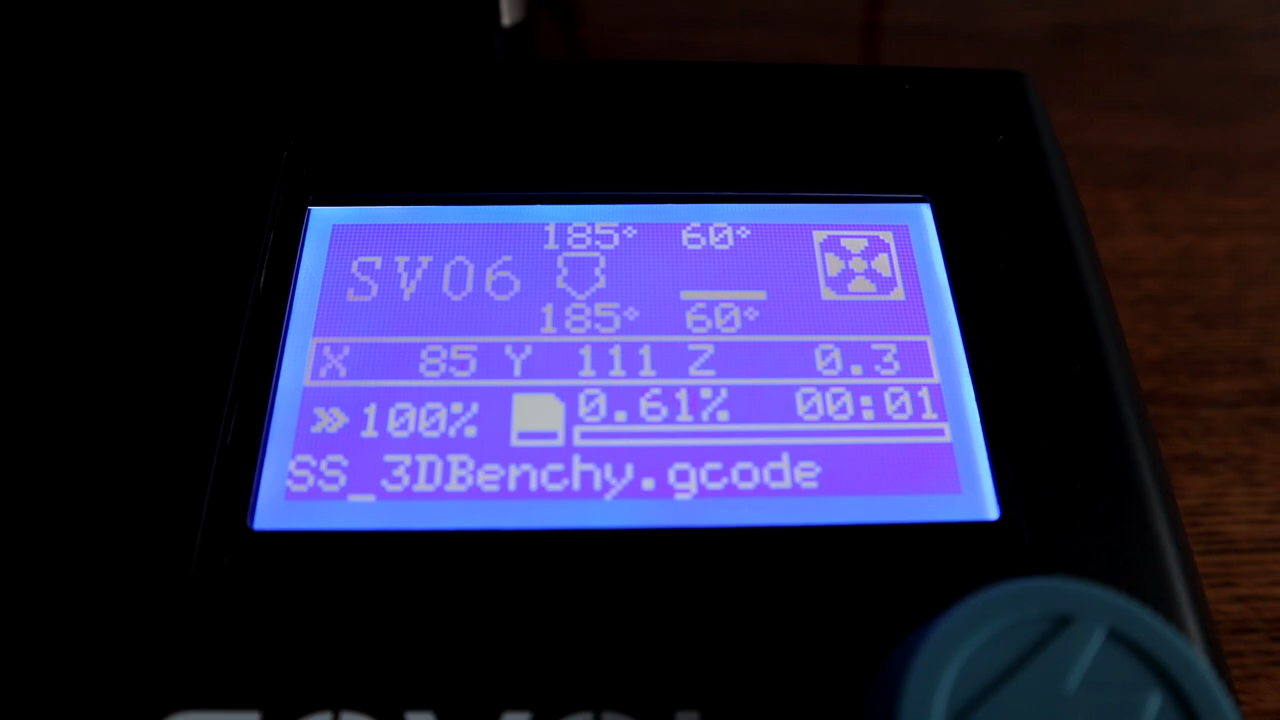 185° 60°
SV06
185° 60°
X 85 Y 111 Z 0.3
» 100% 0.61% 00:01
SS_3DBenchy.gcode